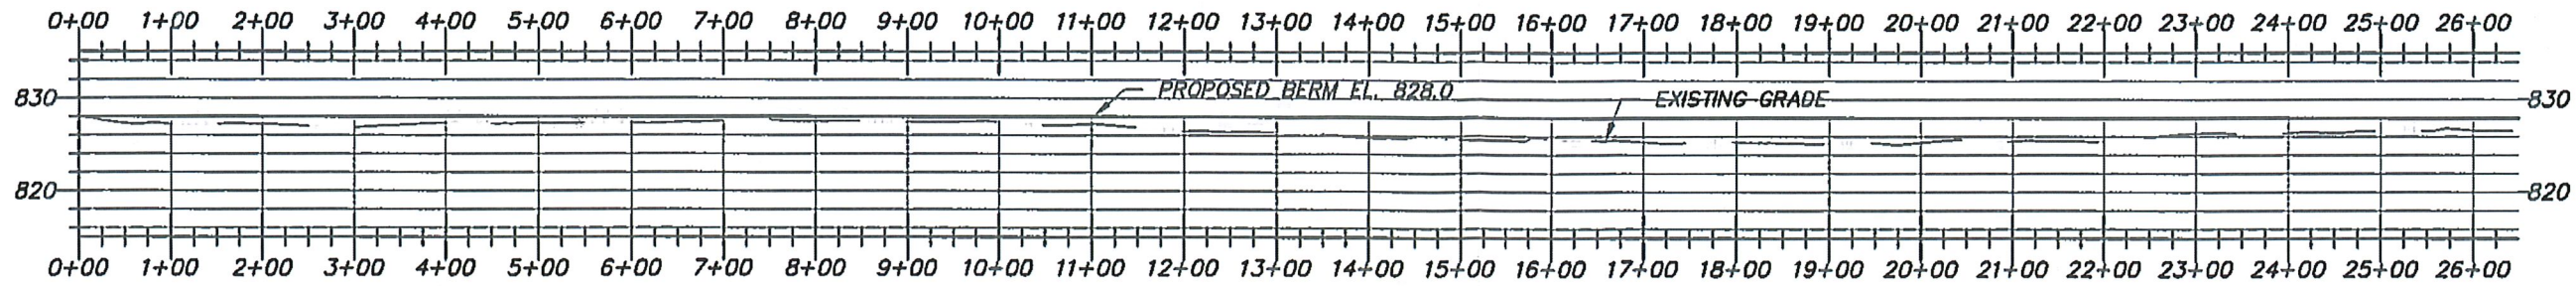 0+00 1+00 2+00 3+00 4+00 5+00 6+00 7+00 8+00 9+00 10+00 11+00 12+00 13+00 14+00 15+00 16+00 17+00 18+00 19+00 20+00 21+00 22+00 23+00 24+00 25+00 26+00
PROPOSED BERM EL. 828.0
830 EXISTING GRADE 830
820 820
0+00 1+00 2+00 3+00 4+00 5+00 6+00 7+00 8+00 9+00 10+00 11+00 12+00 13+00 14+00 15+00 16+00 17+00 18+00 19+00 20+00 21+00 22+00 23+00 24+00 25+00 26+00